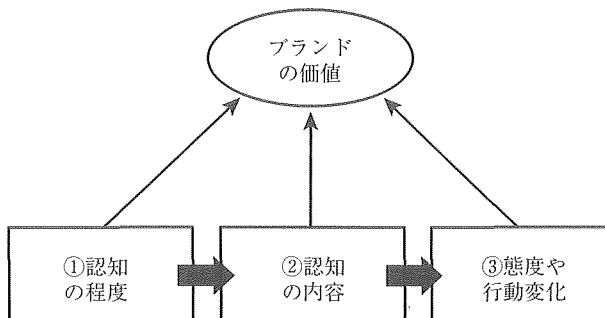 ブランド
の価値
①認知
の程度
②認知
の内容
③態度や
行動変化